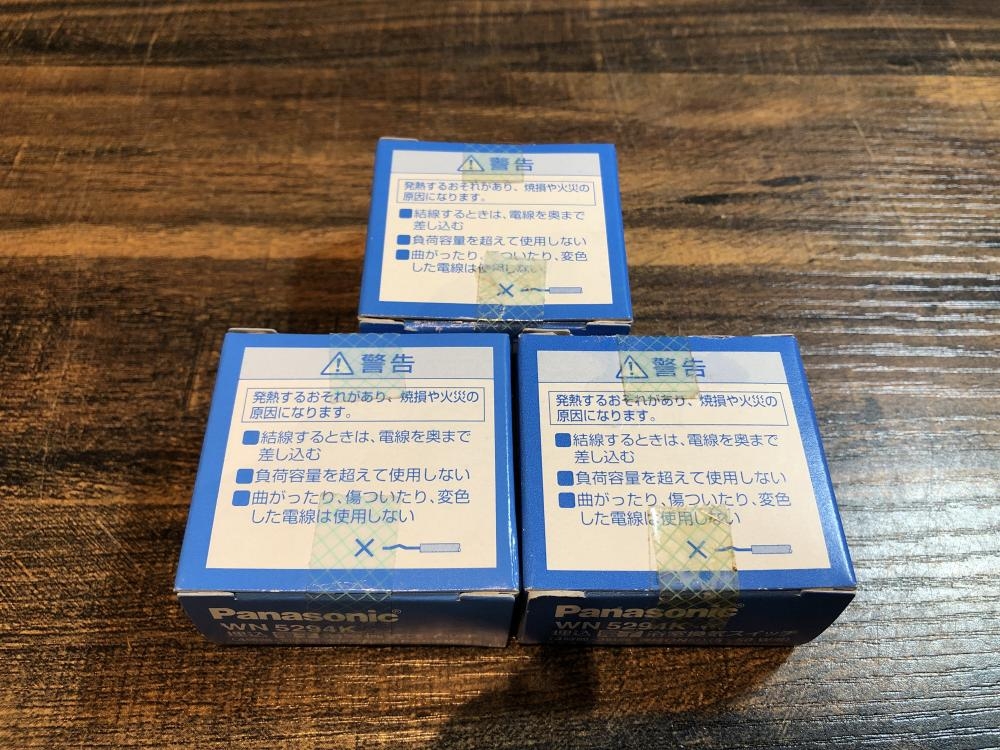 警告
発熱するおそれがあり、焼損や火災の
原因になります。
■結線するときは、電線を奥まで
差し込む
■負荷容量を超えて使用しない
■曲がったり、傷ついたり、変色
した電線は使用しない
警告
発熱するおそれがあり、焼損や火災の
原因になります。
■結線するときは、電線を奥まで
差し込む
■負荷容量を超えて使用しない
■曲がったり、傷ついたり、変色
した電線は使用しない
Panasonic®
WN 5294K
警告
発熱するおそれがあり、焼損や火災の
原因になります。
■結線するときは、電線を奥まで
差し込む
■負荷容量を超えて使用しない
■曲がったり、傷ついたり、変色
した電線は使用しない
Panasonic®
WN 5294K
埋込 換気スイッチ